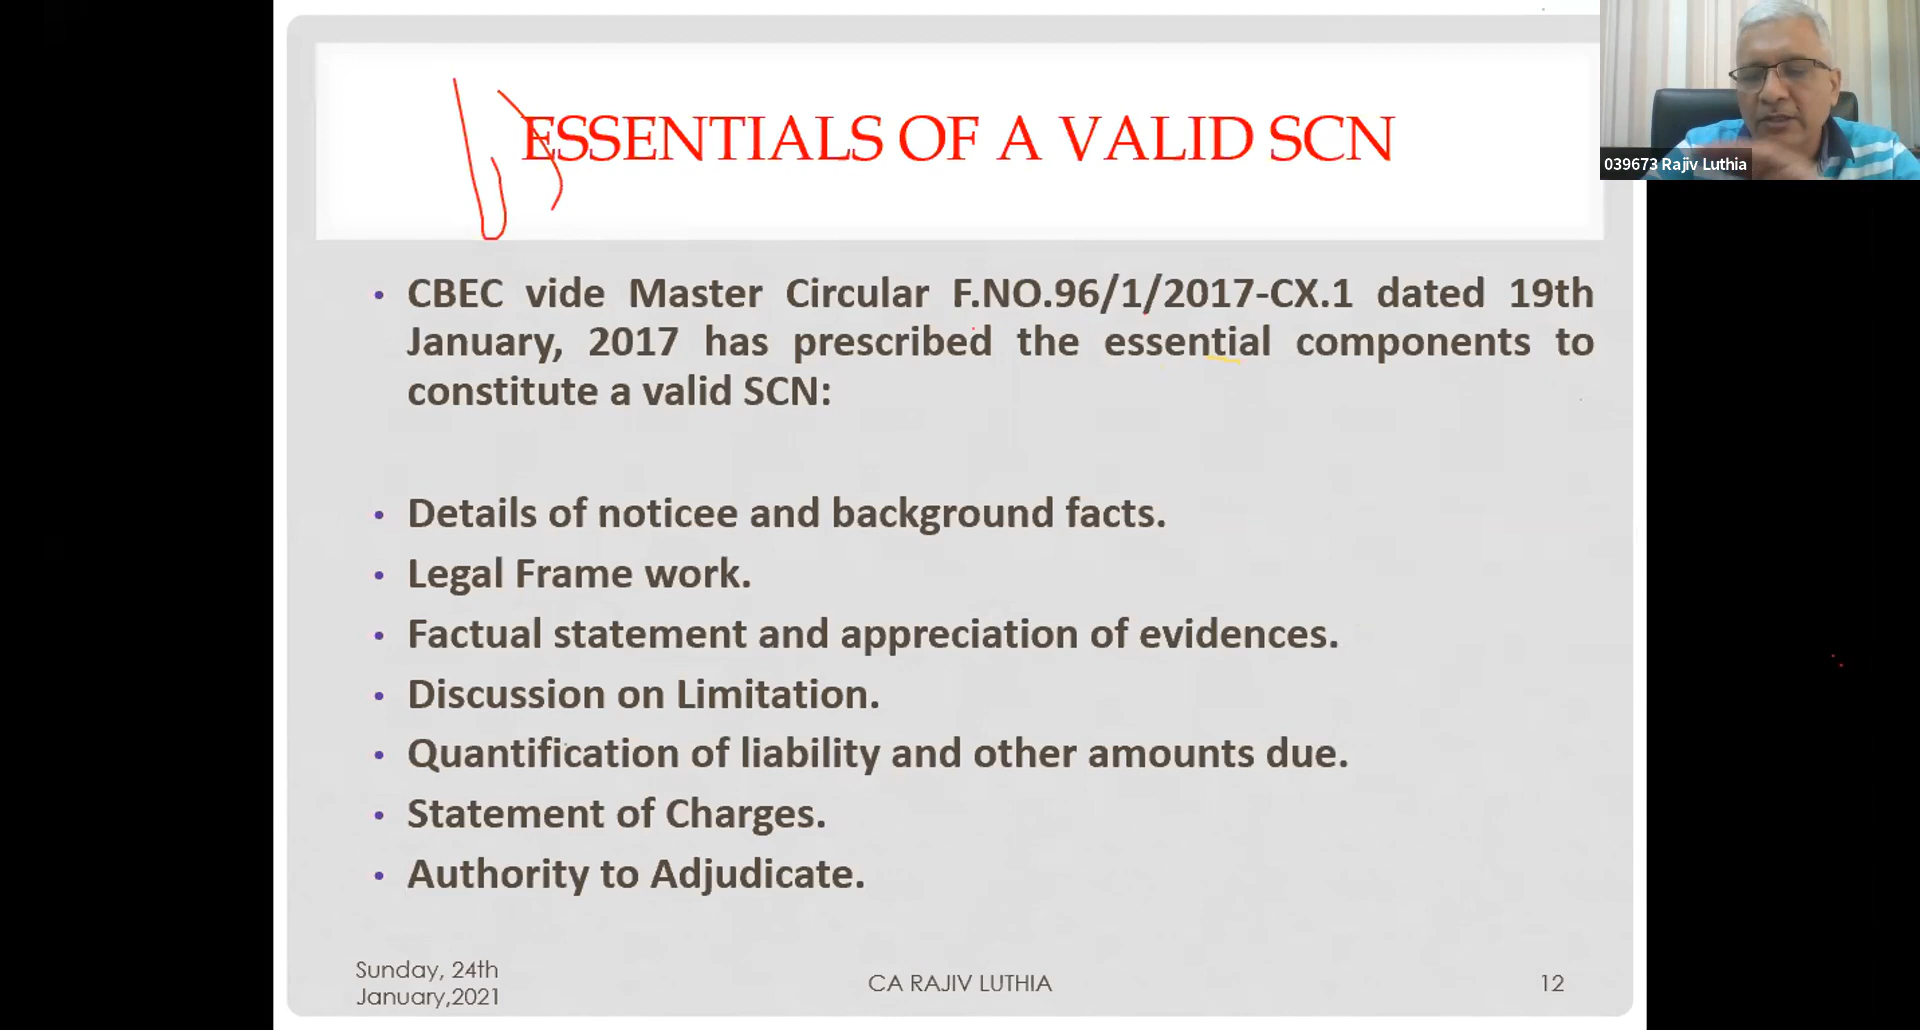 ESSENTIALS OF A VALID SCN
039673 Rajiv Luthia
• CBEC vide Master Circular F.NO.96/1/2017-CX.1 dated 19th
January, 2017 has prescribed the essential components to
constitute a valid SCN:
• Details of noticee and background facts.
• Legal Frame work.
• Factual statement and appreciation of evidences.
• Discussion on Limitation.
• Quantification of liability and other amounts due.
• Statement of Charges.
• Authority to Adjudicate.
Sunday, 24th
January,2021
CA RAJIV LUTHIA
12